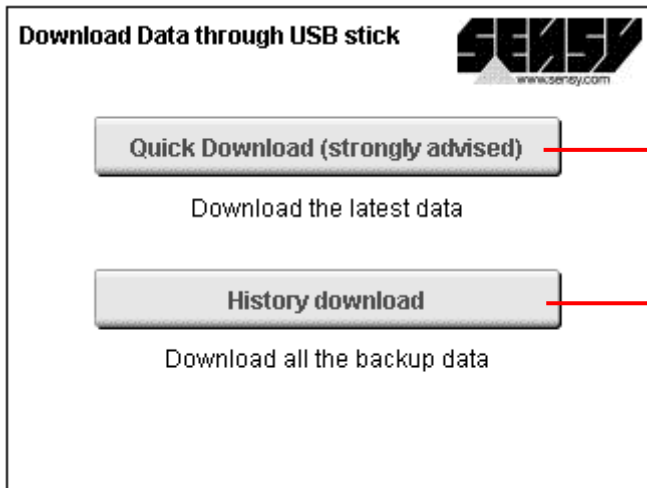 Download Data through USB stick
SENSY
www.sensy.com
Quick Download (strongly advised)
Download the latest data
History download
Download all the backup data